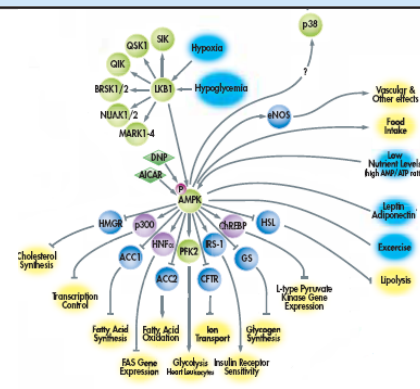 p38
SIK
QSK1
Hypoxia
QIK
?
BRSK1/2
LKB1
Hypoglycemia
Vascular &
Other effects
NUAK1/2
eNOS
MARK1-4
Food
Intake
DNP
Low
Nutrient Levels
(high AMP/ATP rati
AICAR
P
AMPK
Leptin
Adiponectin
HMGR
p300
ChREBP
HSL
Excercise
HNFα
IRS-1
Cholesterol
Synthesis
ACC1
PFK2
GS
ACC2
CFTR
Lipolysis
Transcription
Control
L-type Pyruvate
Kinase Gene
Expression
Fatty Acid
Synthesis
Fatty Acid
Oxidation
Ion
Transport
Glycogen
Synthesis
FAS Gene
Expression
Glycolysis
Heart Leukocytes
Insulin Receptor
Sensitivity